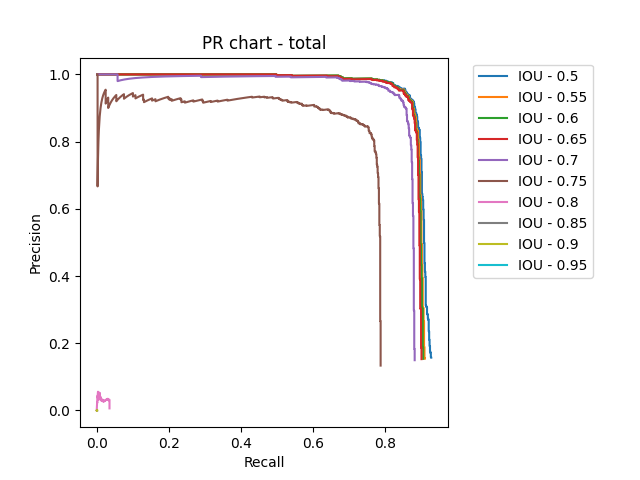 PR chart - total
Precision
1.0
0.8
0.6
0.4
0.2
0.0
0.0 0.2 0.4 0.6 0.8
Recall
IOU - 0.5
IOU - 0.55
IOU - 0.6
IOU - 0.65
IOU - 0.7
IOU - 0.75
IOU - 0.8
IOU - 0.85
IOU - 0.9
IOU - 0.95